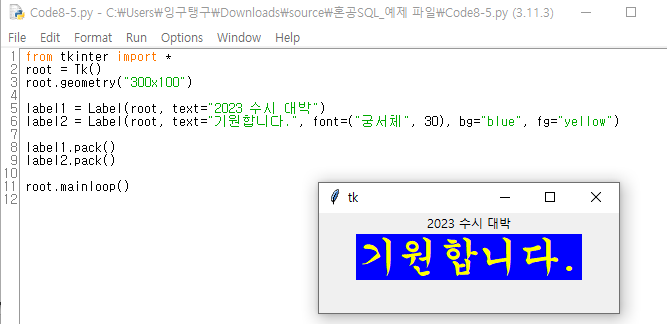 Code8-5.py - C:₩Users₩잉구탱구₩Downloads₩source₩혼공SQL_예제 파일₩Code8-5.py (3.11.3)
File Edit Format Run Options Window Help
1 from tkinter import *
2 root = Tk()
3 root.geometry("300x100")
4
5 label1 = Label(root, text="2023 수시 대박")
6 label2 = Label(root, text="기원합니다.", font=("궁서체", 30), bg="blue", fg="yellow")
7
8 label1.pack()
9 label2.pack()
10
11 root.mainloop()
12
tk
2023 수시 대박
기원합니다.